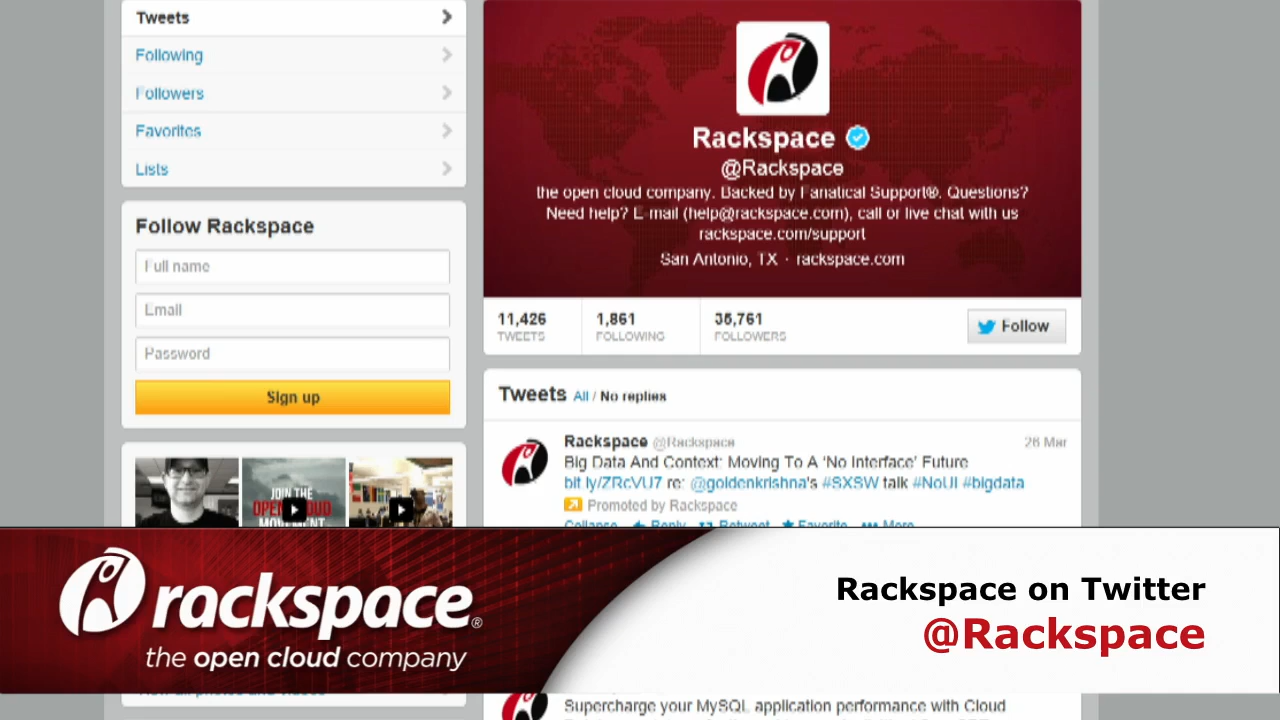 Tweets
Following
Followers
Favorites
Lists
Follow Rackspace
Full name
Email
Password
Sign up
JOIN THE
OPEN CLOUD
MOVEMENT
Rackspace
@Rackspace
the open cloud company. Backed by Fanatical Support®. Questions?
Need help? E-mail (help@rackspace.com), call or live chat with us
rackspace.com/support
San Antonio, TX · rackspace.com
11,426
TWEETS
1,861
FOLLOWING
FOLLOWERS
Follow
Tweets All / No replies
Rackspace @Rackspace 26 Mar
Big Data And Context: Moving To A 'No Interface' Future
bit.ly/ZRcVU7 re: @goldenkrishna's #SXSW talk #NoUI #bigdata
Promoted by Rackspace
Collapse Reply Retweet Favorite More
rackspace®
the open cloud company
Rackspace on Twitter
@Rackspace
Supercharge your MySQL application performance with Cloud